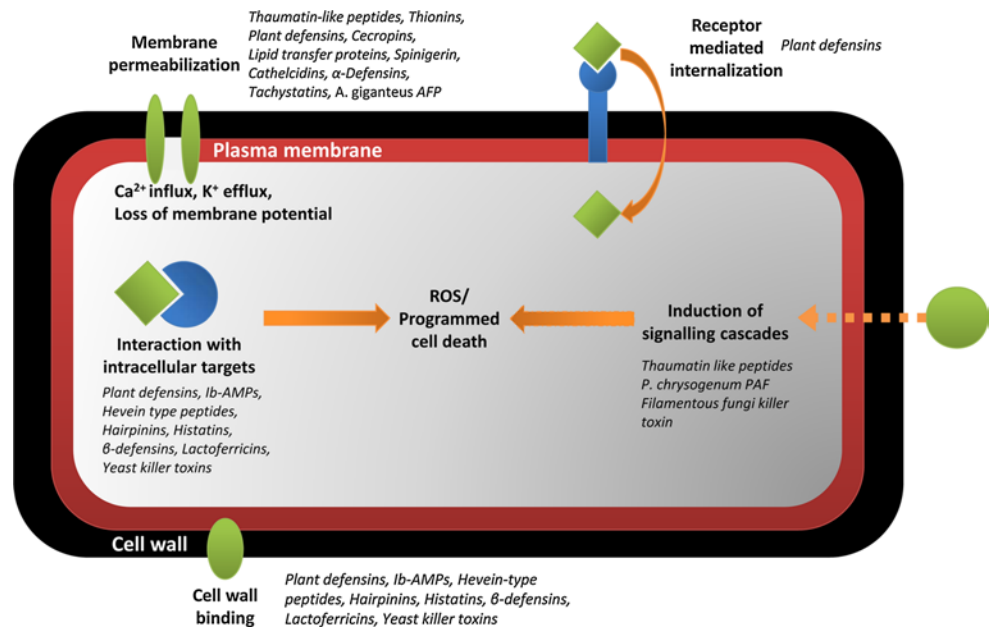 Membrane
permeabilization
Thaumatin-like peptides, Thionins,
Plant defensins, Cecropins,
Lipid transfer proteins, Spinigerin,
Cathelcidins, α-Defensins,
Tachystatins, A. giganteus AFP
Receptor
mediated
internalization
Plant defensins
Plasma membrane
Ca²⁺ influx, K⁺ efflux,
Loss of membrane potential
Interaction with
intracellular targets
Plant defensins, Ib-AMPs,
Hevein type peptides,
Hairpinins, Histatins,
β-defensins, Lactoferricins,
Yeast killer toxins
ROS/
Programmed
cell death
Induction of
signalling cascades
Thaumatin like peptides
P. chrysogenum PAF
Filamentous fungi killer
toxin
Cell wall
Cell wall
binding
Plant defensins, Ib-AMPs, Hevein-type
peptides, Hairpinins, Histatins, β-defensins,
Lactoferricins, Yeast killer toxins